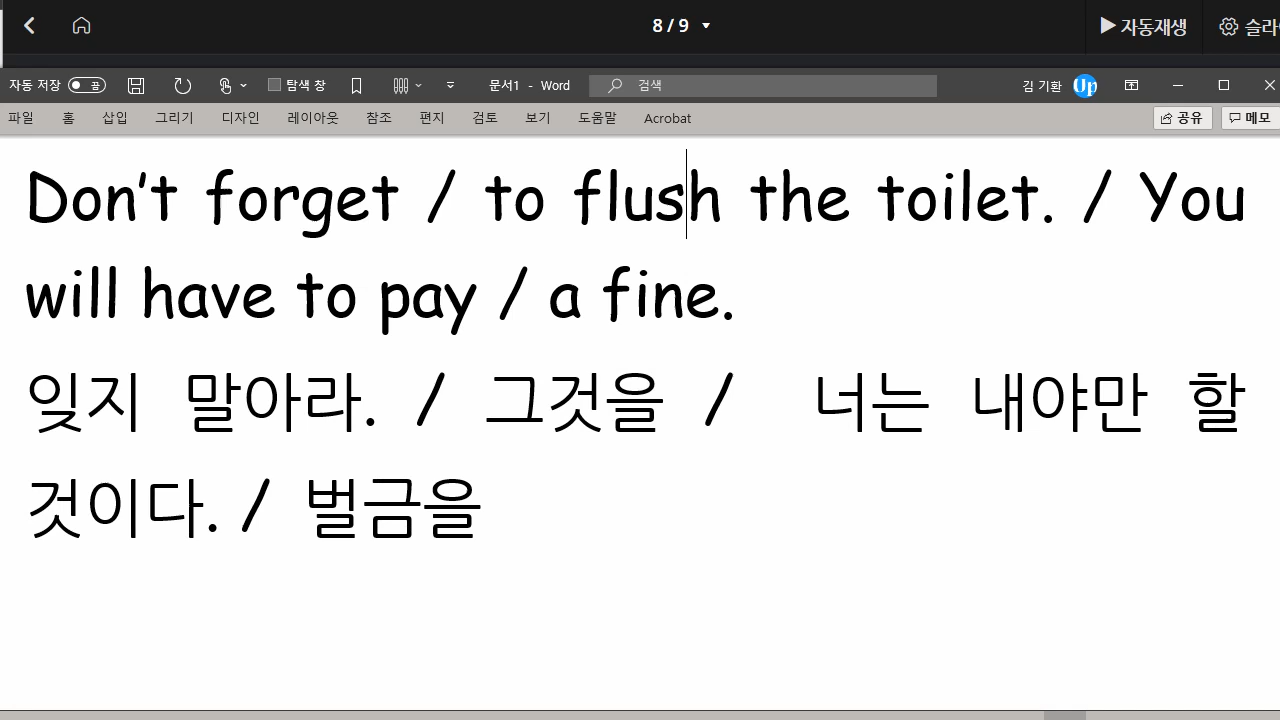 8 / 9
자동재생
슬라이
자동 저장 끔
탐색 창
문서1 - Word
검색
김 기환
Up
파일 홈 삽입 그리기 디자인 레이아웃 참조 편지 검토 보기 도움말 Acrobat
공유
메모
Don't forget / to flush the toilet. / You
will have to pay / a fine.
잊지 말아라. / 그것을 / 너는 내야만 할
것이다. / 벌금을